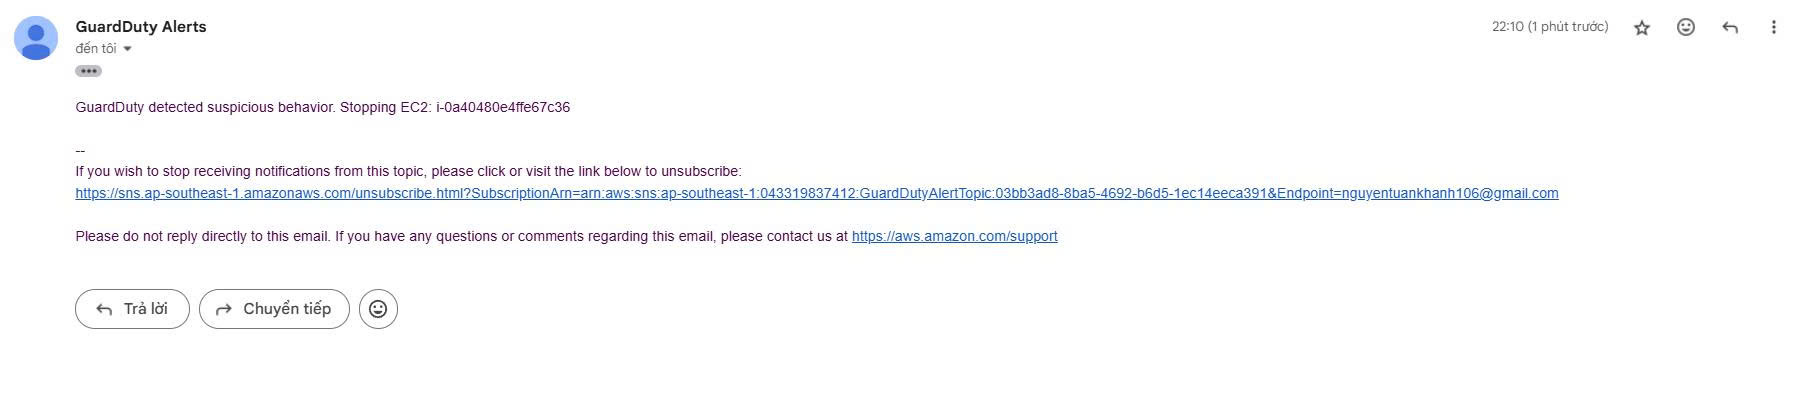 GuardDuty Alerts
22:10 (1 phút trước)
đến tôi
GuardDuty detected suspicious behavior. Stopping EC2: i-0a40480e4ffe67c36
--
If you wish to stop receiving notifications from this topic, please click or visit the link below to unsubscribe:
https://sns.ap-southeast-1.amazonaws.com/unsubscribe.html?SubscriptionArn=arn:aws:sns:ap-southeast-1:043319837412:GuardDutyAlertTopic:03bb3ad8-8ba5-4692-b6d5-1ec14eeca391&Endpoint=nguyentuankhanh106@gmail.com
Please do not reply directly to this email. If you have any questions or comments regarding this email, please contact us at https://aws.amazon.com/support
Trả lời
Chuyển tiếp